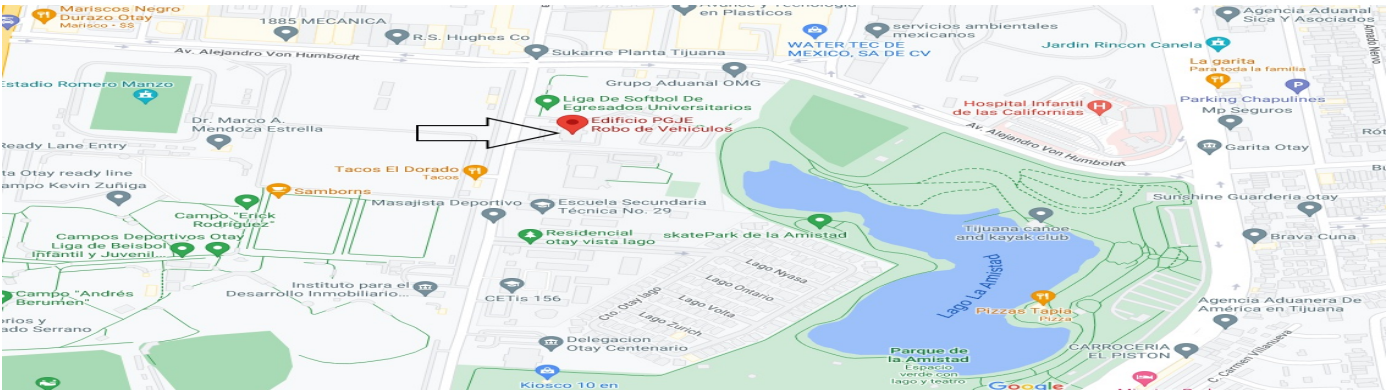 Mariscos Negro
Durazo Otay
Marisco - $$
1885 MECANICA
R.S. Hughes Co
en Plasticos
servicios ambientales
mexicanos
Agencia Aduanal
Sica Y Asociados
Amado Nervo
Av. Alejandro Von Humboldt
Sukarne Planta Tijuana
WATER TEC DE
MEXICO, SA DE CV
Jardin Rincon Canela
La garita
Para toda la familia
Estadio Romero Manzo
Grupo Aduanal OMG
Liga De Softbol De
Egresados Universitarios
Hospital Infantil
de las Californias
Parking Chapulines
Mp Seguros
Dr. Marco A.
Mendoza Estrella
Edificio PGJE
Robo de Vehículos
Av. Alejandro Von Humboldt
Garita Otay
Ready Lane Entry
ta Otay ready line
ampo Kevin Zuñiga
Tacos El Dorado
Tacos
Samborns
Masajista Deportivo
Escuela Secundaria
Técnica No. 29
Sunshine Guarderia otay
Campo "Erick
Rodríguez"
Campos Deportivos Otay
Liga de Beisbol
Infantil y Juvenil...
Residencial
otay vista lago
skatePark de la Amistad
Tijuana canoe
and kayak club
Brava Cuna
Instituto para el
Desarrollo Inmobiliario...
CETis 156
Lago Nyasa
Lago Ontario
Lago Volta
Lago Zurich
Cto. Otay lago
Lago La Amistad
Pizzas Tapia
Pizza
Campo "Andrés
Berumen"
ado Serrano
Agencia Aduanera De
América en Tijuana
Delegacion
Otay Centenario
Parque de
la Amistad
Espacio
verde con
lago y teatro
CARROCERIA
EL PISTON
C. Carmen Villanueva
Kiosco 10 en
Google